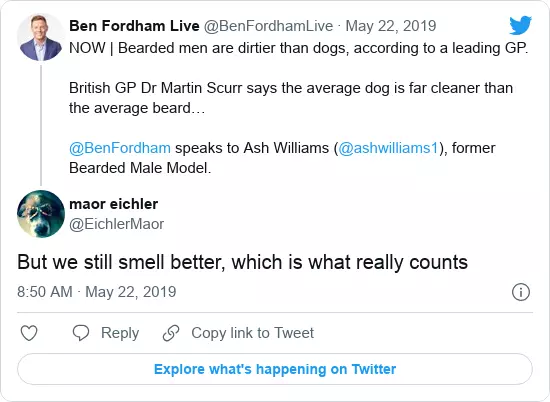 Ben Fordham Live @BenFordhamLive · May 22, 2019
NOW | Bearded men are dirtier than dogs, according to a leading GP.
British GP Dr Martin Scurr says the average dog is far cleaner than
the average beard…
@BenFordham speaks to Ash Williams (@ashwilliams1), former
Bearded Male Model.
maor eichler
@EichlerMaor
But we still smell better, which is what really counts
8:50 AM · May 22, 2019
Reply Copy link to Tweet
Explore what's happening on Twitter